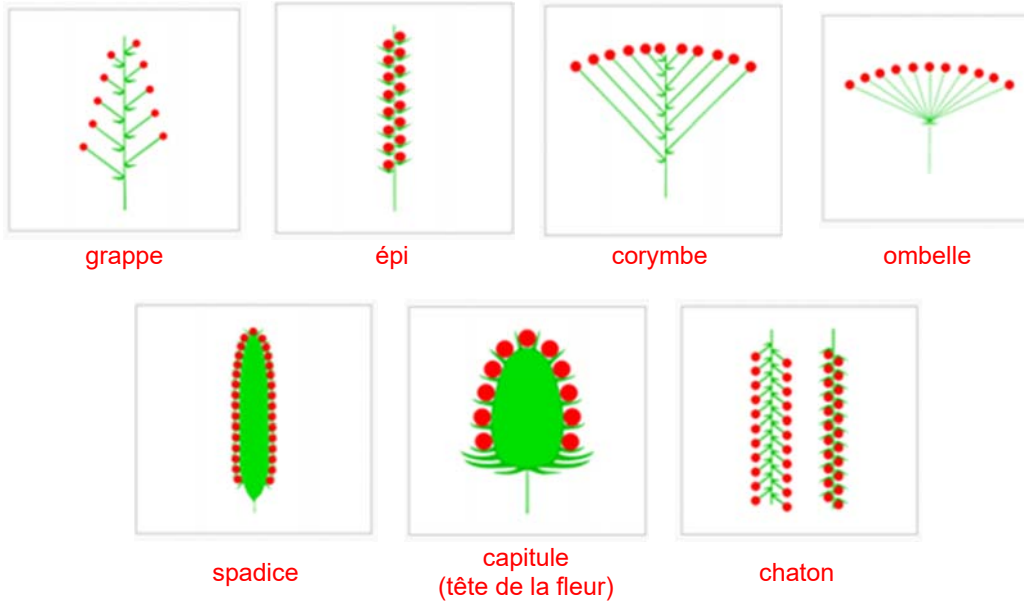 grappe
épi
corymbe
ombelle
spadice
capitule
(tête de la fleur)
chaton